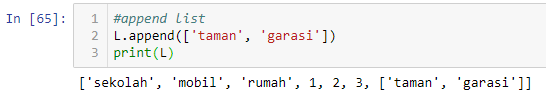 In [65]:
1 #append list
2 L.append(['taman', 'garasi'])
3 print(L)
['sekolah', 'mobil', 'rumah', 1, 2, 3, ['taman', 'garasi']]